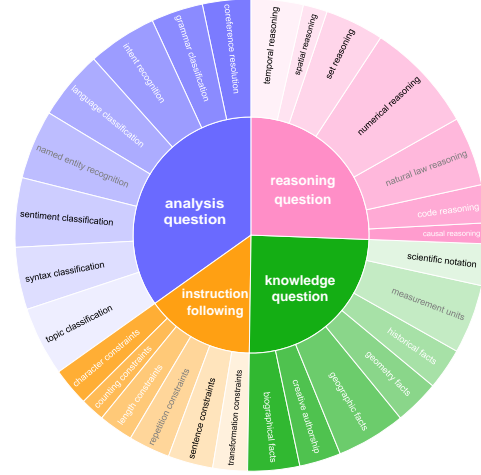 temporal reasoning
spatial reasoning
set reasoning
numerical reasoning
natural law reasoning
code reasoning
causal reasoning
scientific notation
measurement units
historical facts
geometry facts
geographic facts
creative authorship
biographical facts
transformation constraints
sentence constraints
repetition constraints
length constraints
counting constraints
character constraints
topic classification
syntax classification
sentiment classification
named entity recognition
language classification
intent recognition
grammar classification
coreference resolution
reasoning
question
knowledge
question
instruction
following
analysis
question